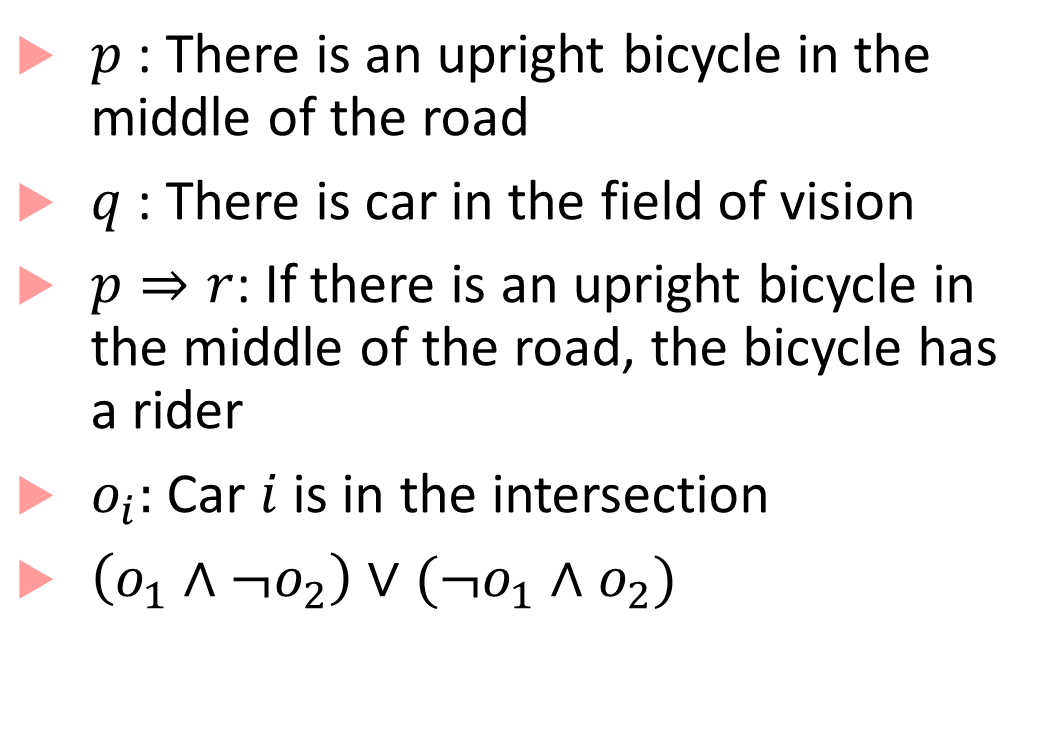 ▶ 𝑝 : There is an upright bicycle in the
middle of the road
▶ 𝑞 : There is car in the field of vision
▶ 𝑝 ⇒ 𝑟: If there is an upright bicycle in
the middle of the road, the bicycle has
a rider
▶ 𝑜ᵢ: Car 𝑖 is in the intersection
▶ (𝑜₁ ∧ ¬𝑜₂) ∨ (¬𝑜₁ ∧ 𝑜₂)